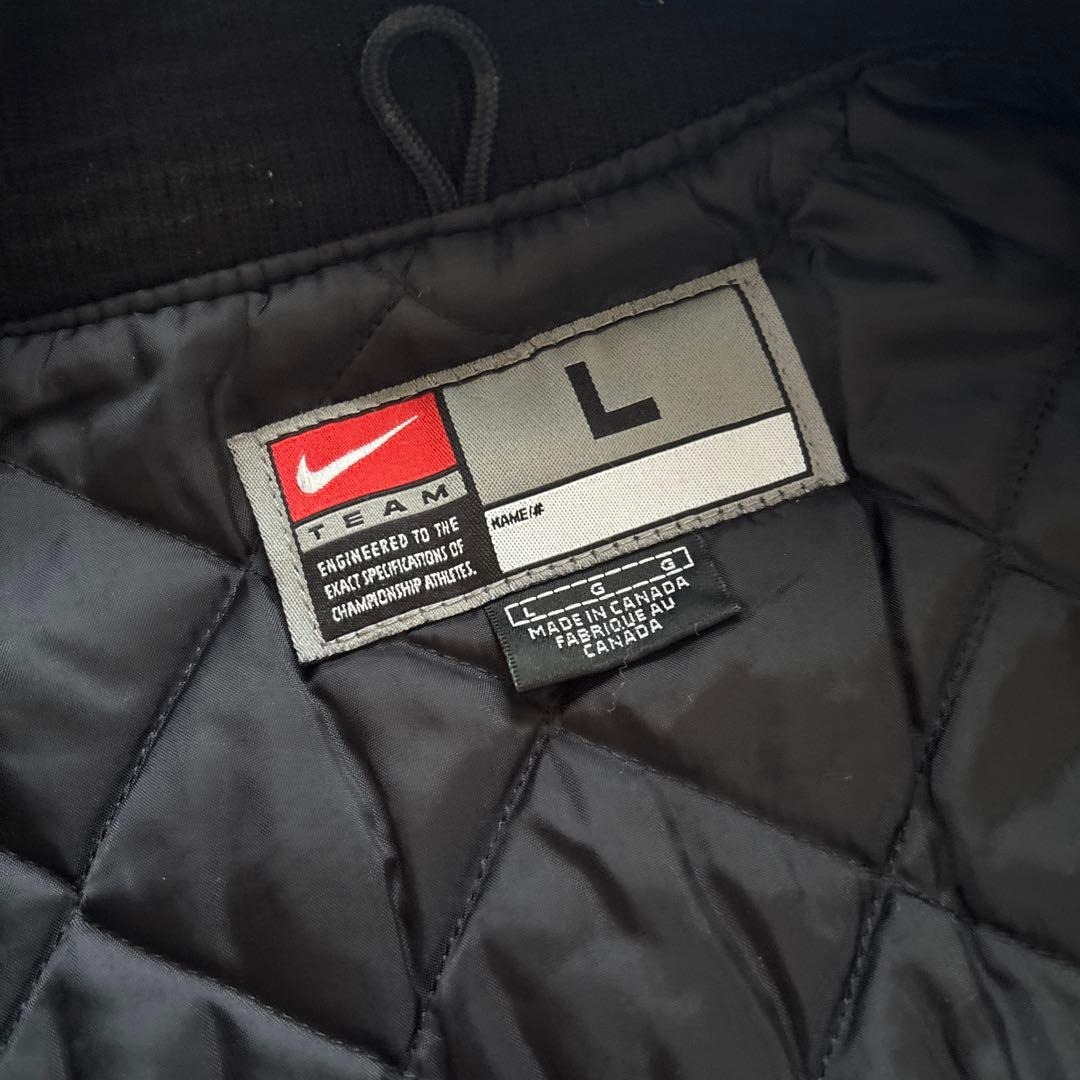 L
TEAM
ENGINEERED TO THE
EXACT SPECIFICATIONS OF
CHAMPIONSHIP ATHLETES.
NAME/#
L G G
MADE IN CANADA
FABRIQUE AU
CANADA